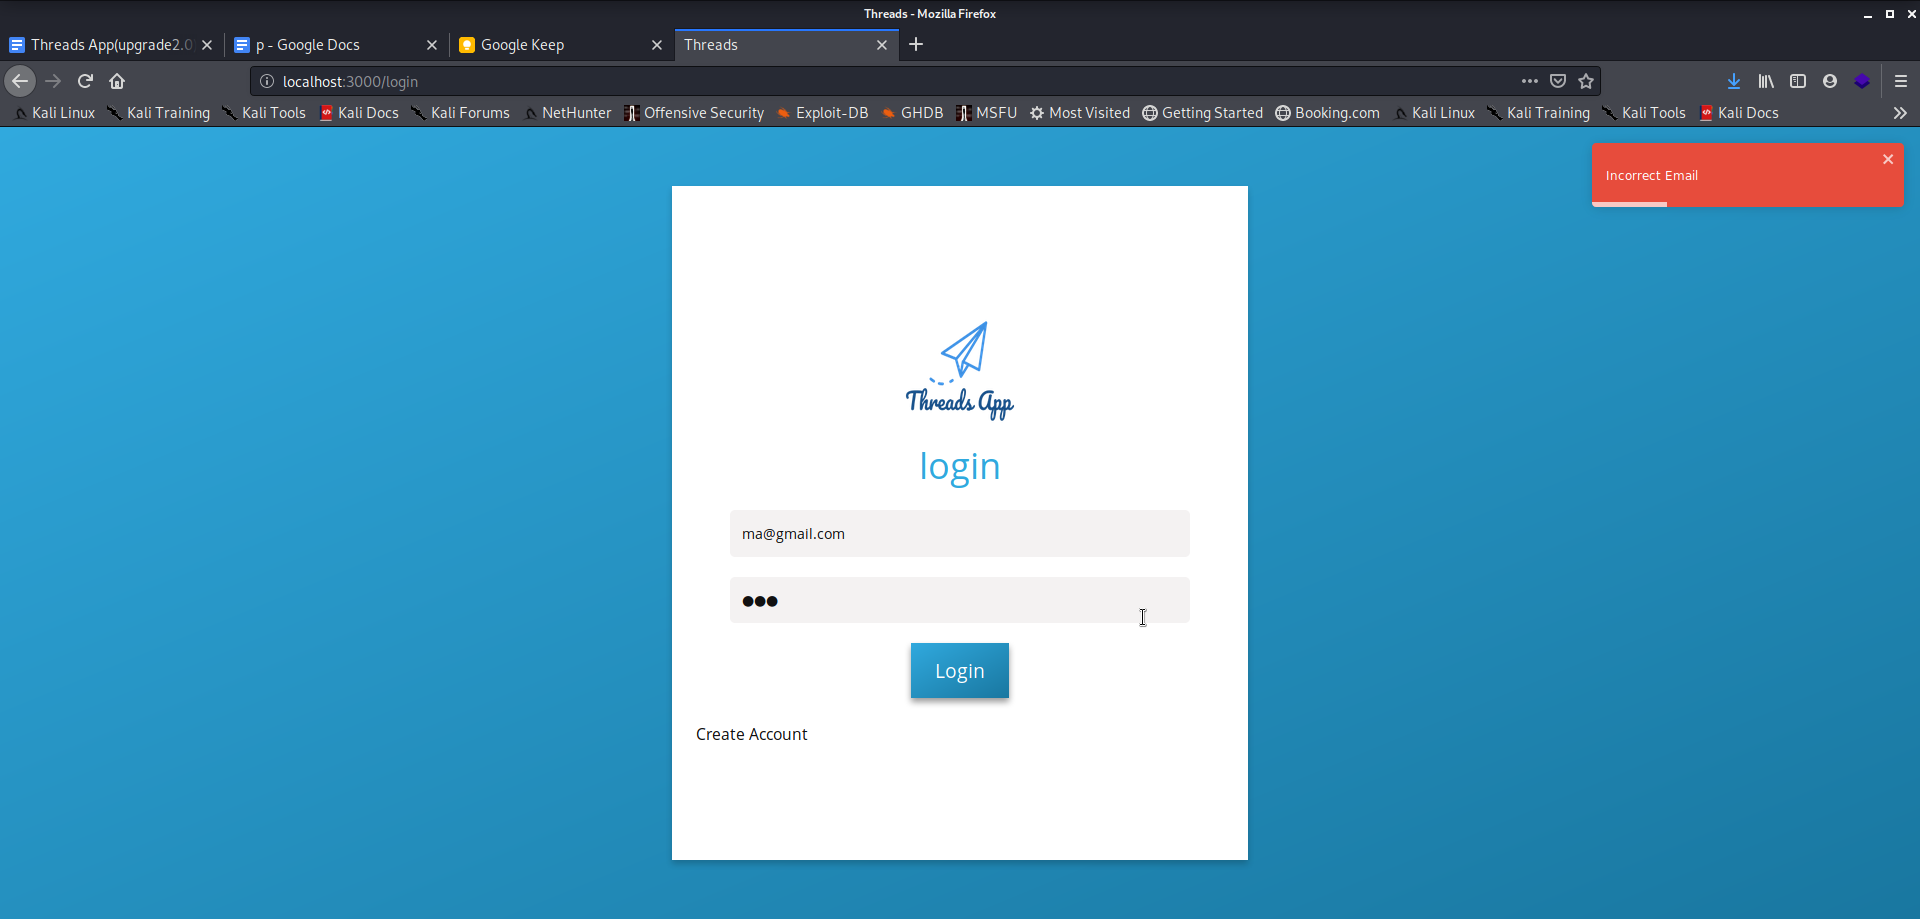 Threads - Mozilla Firefox
Threads App(upgrade2.0
p - Google Docs
Google Keep
Threads
localhost:3000/login
Kali Linux Kali Training Kali Tools Kali Docs Kali Forums NetHunter Offensive Security Exploit-DB GHDB MSFU Most Visited Getting Started Booking.com Kali Linux Kali Training Kali Tools Kali Docs
Incorrect Email
Threads App
login
ma@gmail.com
Login
Create Account